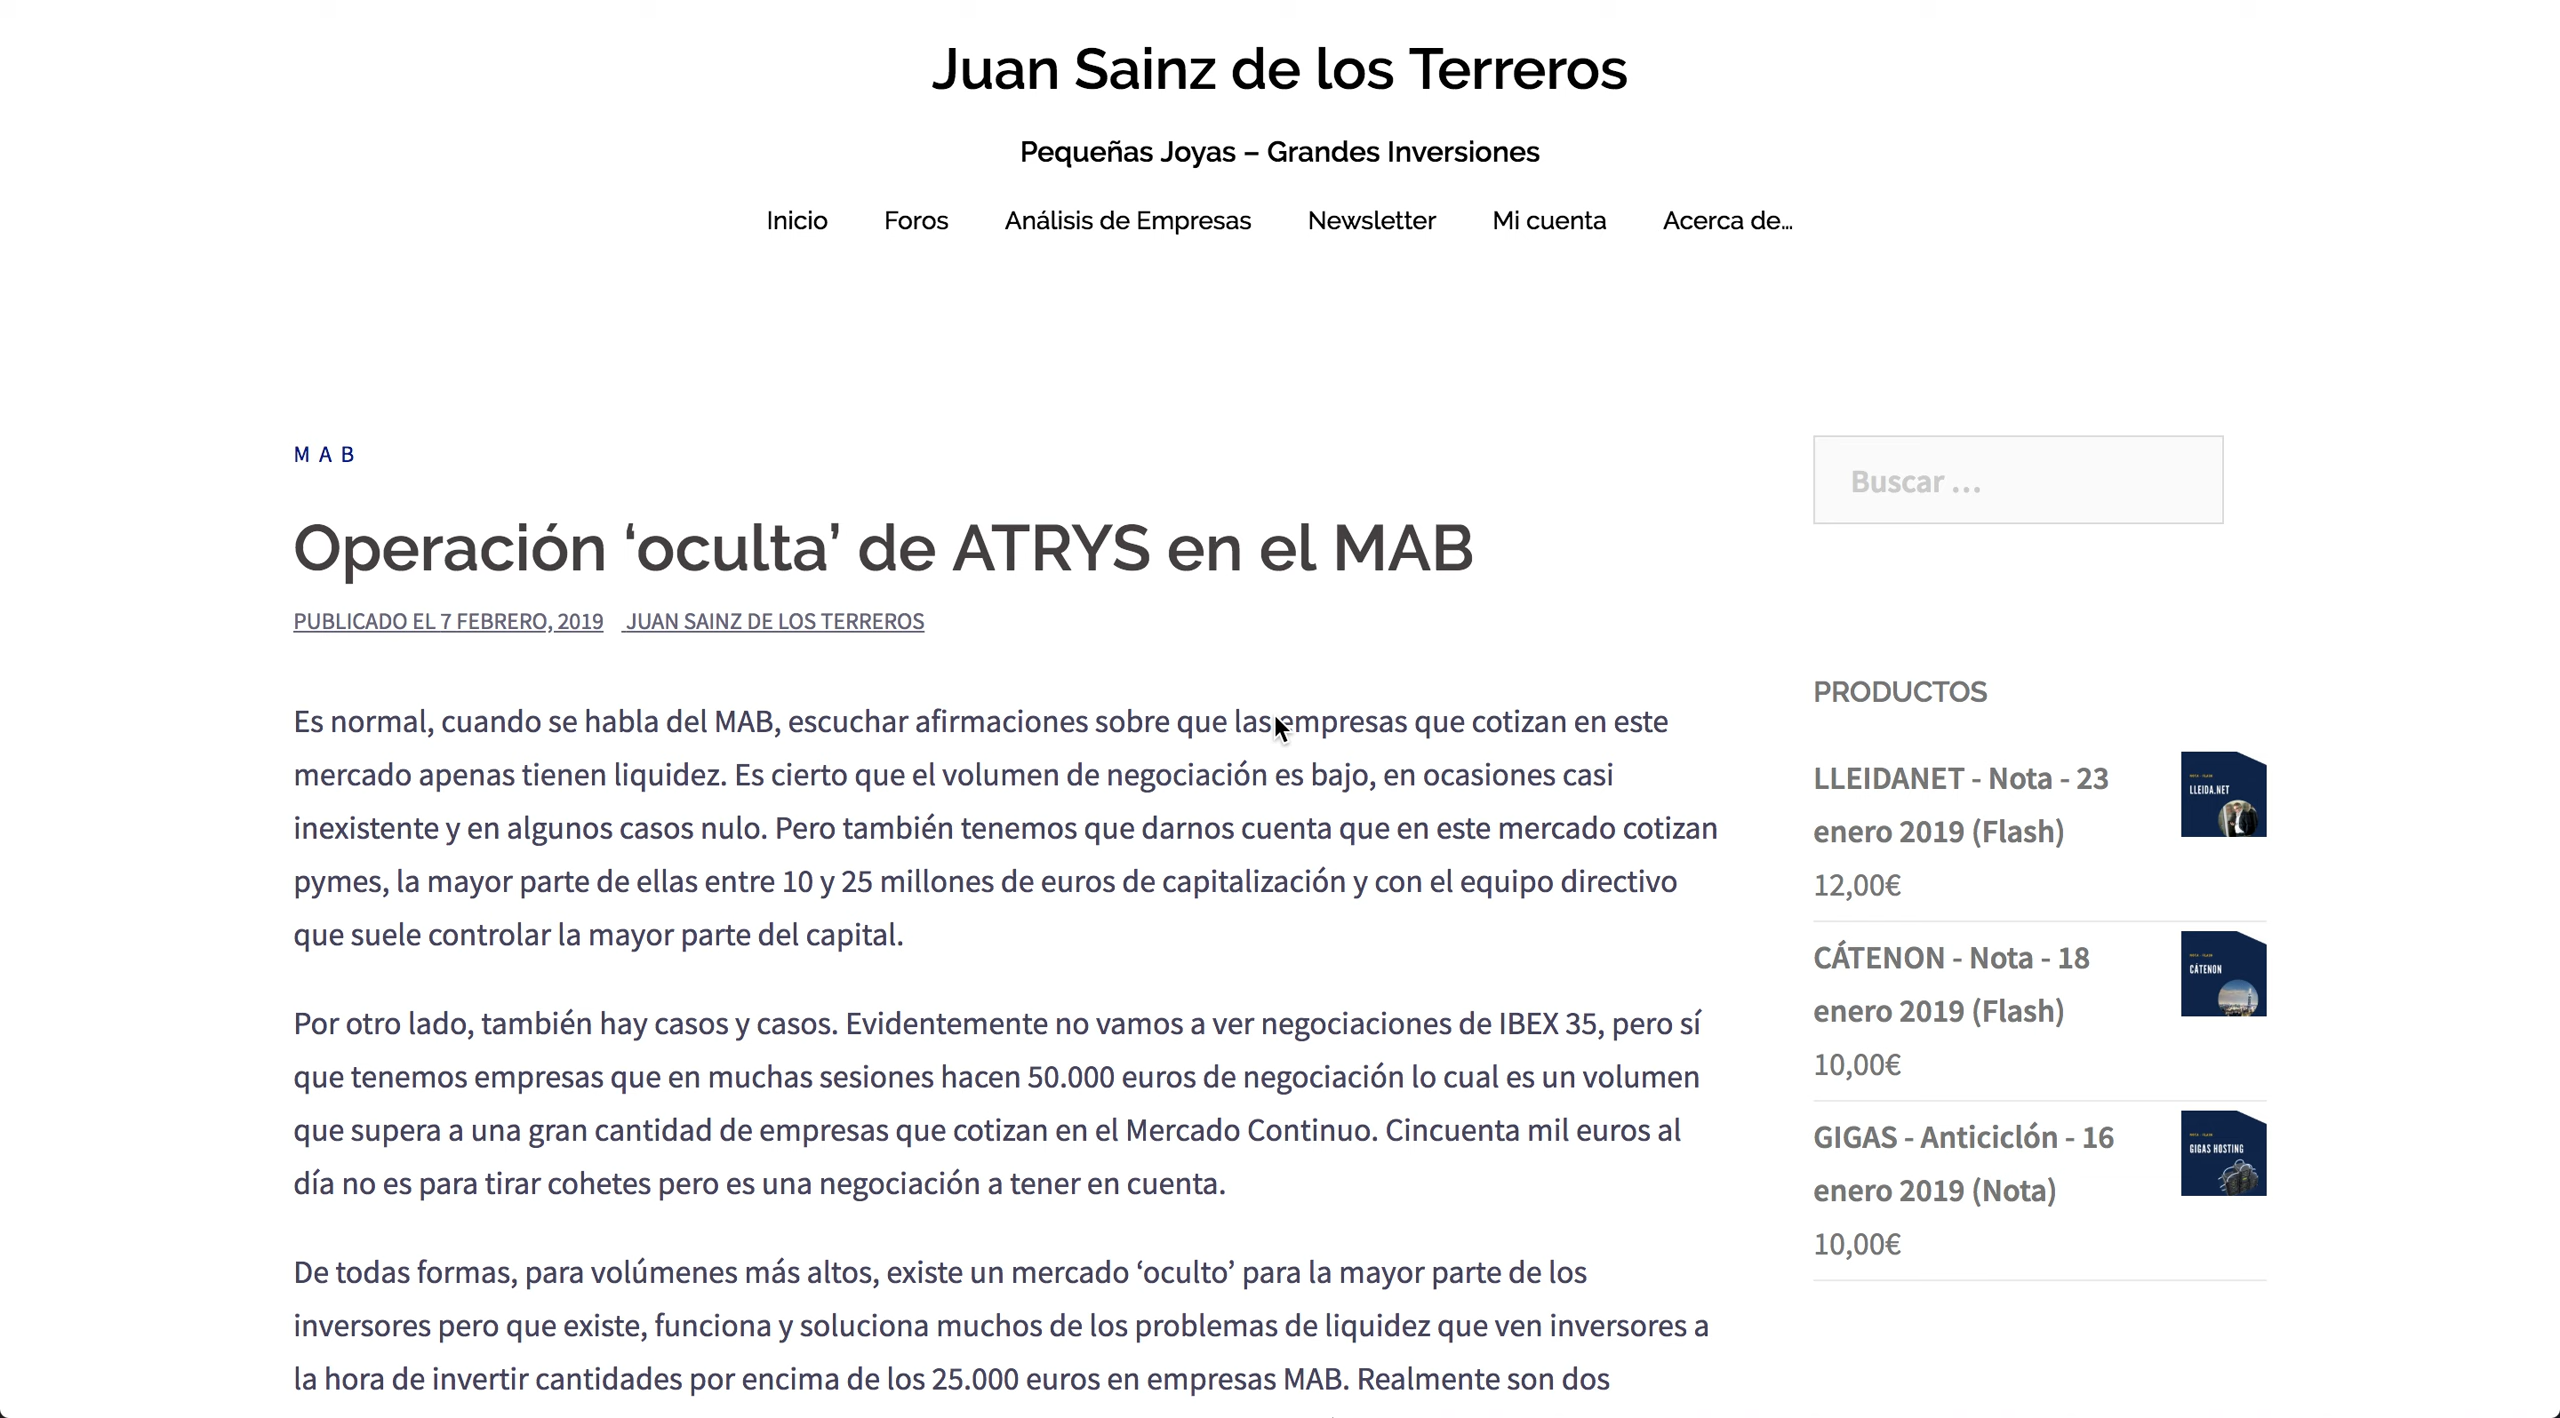 Juan Sainz de los Terreros
Pequeñas Joyas – Grandes Inversiones
Inicio Foros Análisis de Empresas Newsletter Mi cuenta Acerca de...
MAB
Operación ‘oculta’ de ATRYS en el MAB
PUBLICADO EL 7 FEBRERO, 2019 JUAN SAINZ DE LOS TERREROS
Es normal, cuando se habla del MAB, escuchar afirmaciones sobre que las empresas que cotizan en este
mercado apenas tienen liquidez. Es cierto que el volumen de negociación es bajo, en ocasiones casi
inexistente y en algunos casos nulo. Pero también tenemos que darnos cuenta que en este mercado cotizan
pymes, la mayor parte de ellas entre 10 y 25 millones de euros de capitalización y con el equipo directivo
que suele controlar la mayor parte del capital.
Por otro lado, también hay casos y casos. Evidentemente no vamos a ver negociaciones de IBEX 35, pero sí
que tenemos empresas que en muchas sesiones hacen 50.000 euros de negociación lo cual es un volumen
que supera a una gran cantidad de empresas que cotizan en el Mercado Continuo. Cincuenta mil euros al
día no es para tirar cohetes pero es una negociación a tener en cuenta.
De todas formas, para volúmenes más altos, existe un mercado ‘oculto’ para la mayor parte de los
inversores pero que existe, funciona y soluciona muchos de los problemas de liquidez que ven inversores a
la hora de invertir cantidades por encima de los 25.000 euros en empresas MAB. Realmente son dos
Buscar …
PRODUCTOS
LLEIDANET - Nota - 23
enero 2019 (Flash)
12,00€
LLEIDA.NET
CÁTENON - Nota - 18
enero 2019 (Flash)
10,00€
CÁTENON
GIGAS - Anticiclón - 16
enero 2019 (Nota)
10,00€
GIGAS HOSTING